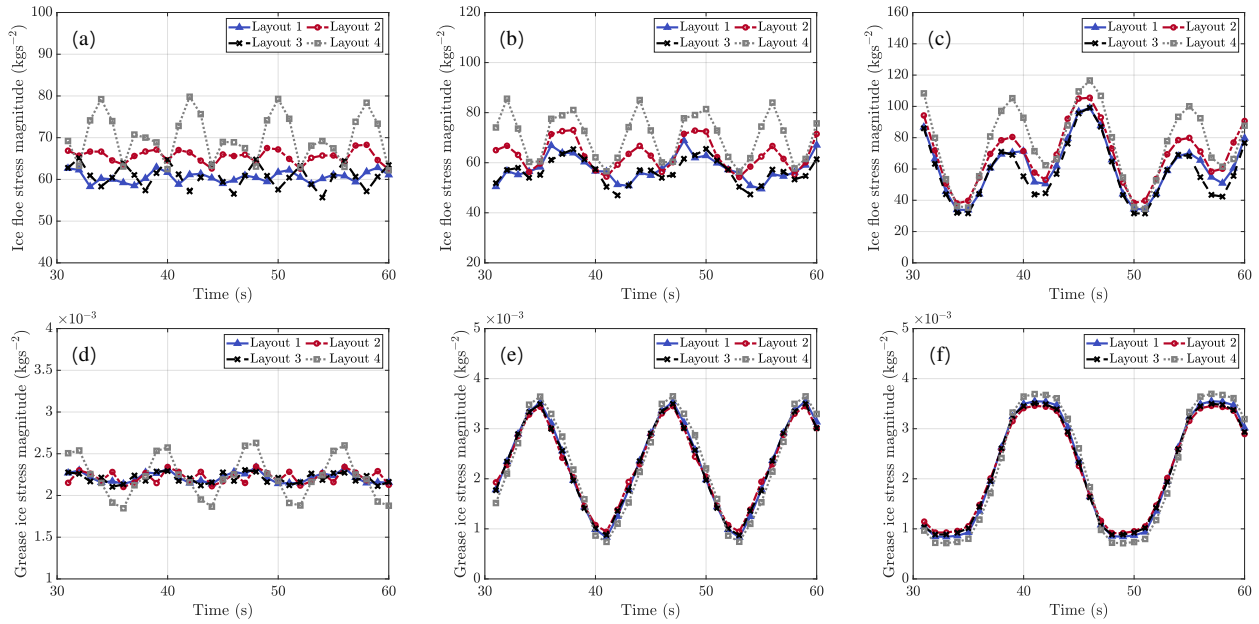 (a)
Layout 1 Layout 2
Layout 3 Layout 4
Ice floe stress magnitude (kgs⁻²)
100
90
80
70
60
50
40
30 40 50 60
Time (s)
(b)
Layout 1 Layout 2
Layout 3 Layout 4
Ice floe stress magnitude (kgs⁻²)
120
100
80
60
40
20
30 40 50 60
Time (s)
(c)
Layout 1 Layout 2
Layout 3 Layout 4
Ice floe stress magnitude (kgs⁻²)
160
140
120
100
80
60
40
20
0
30 40 50 60
Time (s)
×10⁻³
(d)
Layout 1 Layout 2
Layout 3 Layout 4
Grease ice stress magnitude (kgs⁻²)
4
3.5
3
2.5
2
1.5
1
30 40 50 60
Time (s)
×10⁻³
(e)
Layout 1 Layout 2
Layout 3 Layout 4
Grease ice stress magnitude (kgs⁻²)
5
4
3
2
1
0
30 40 50 60
Time (s)
×10⁻³
(f)
Layout 1 Layout 2
Layout 3 Layout 4
Grease ice stress magnitude (kgs⁻²)
5
4
3
2
1
0
30 40 50 60
Time (s)